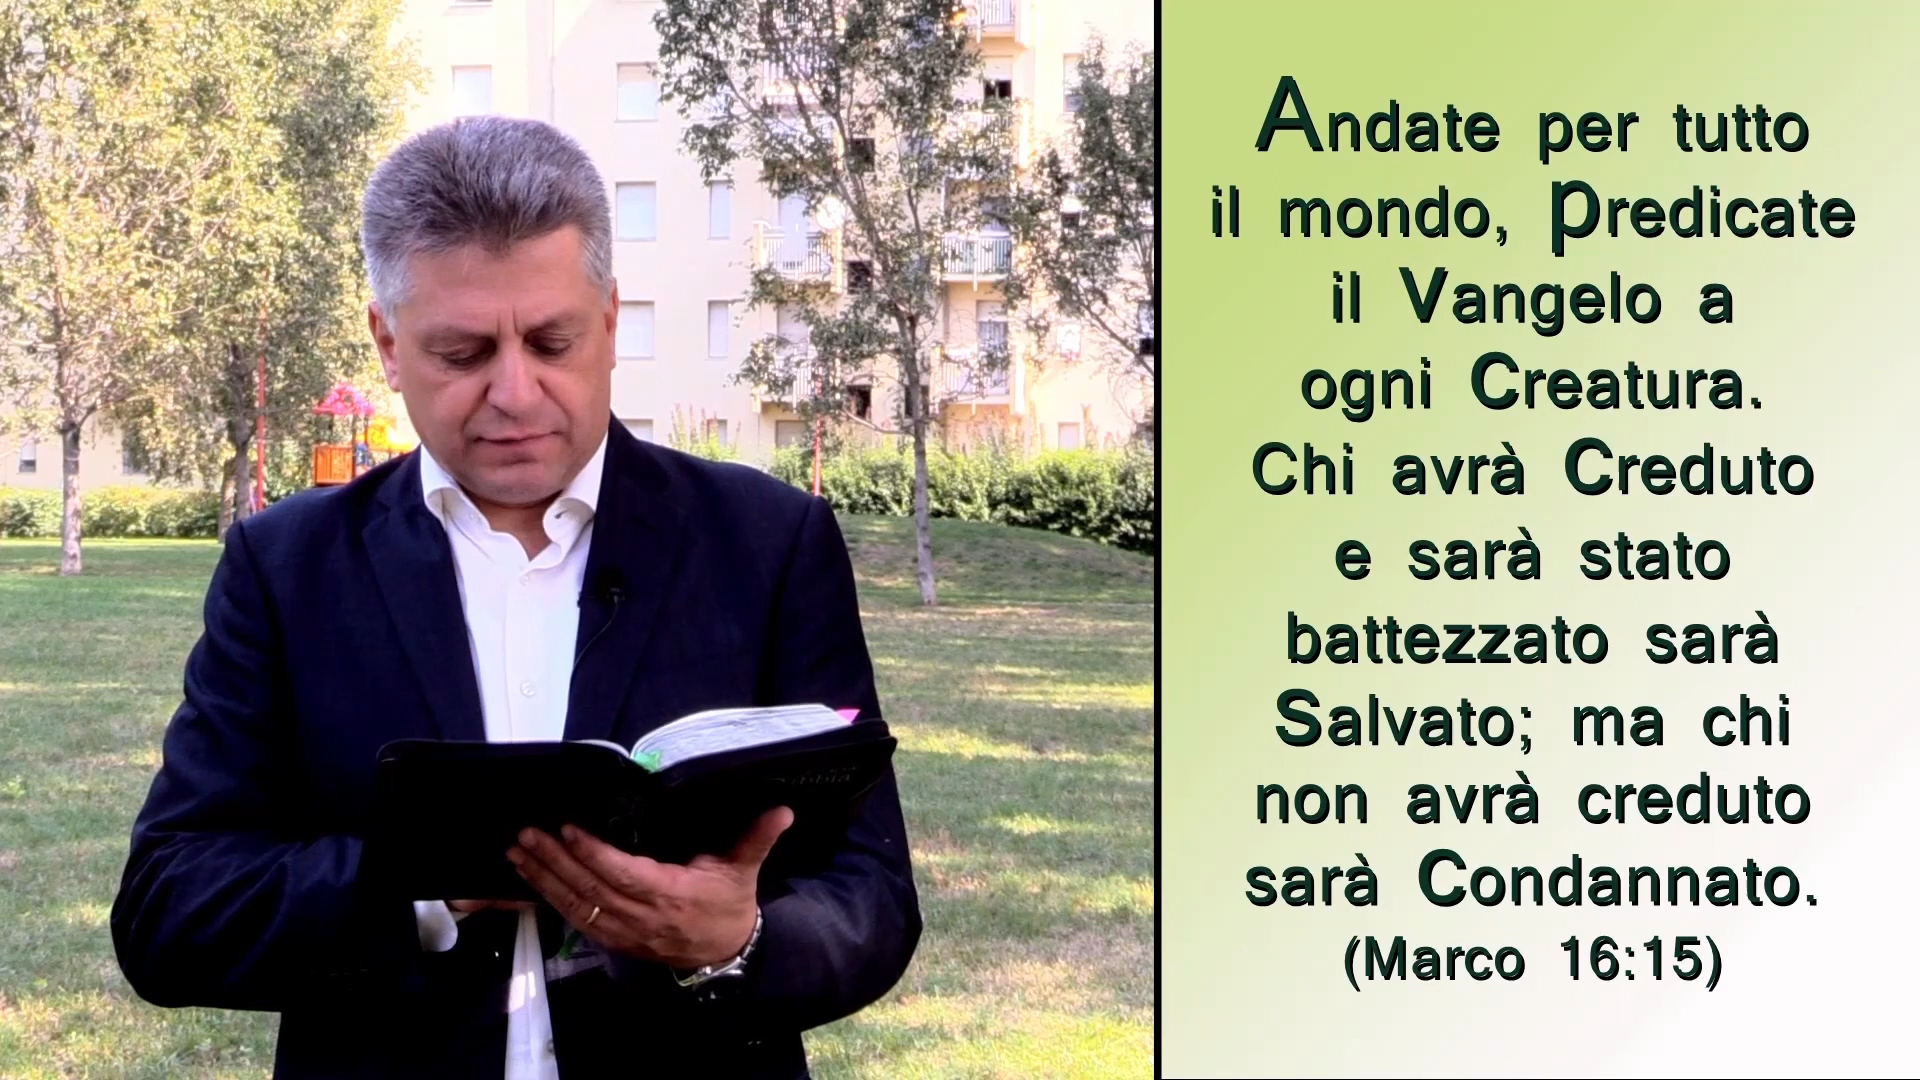 Andate per tutto
il mondo, predicate
il Vangelo a
ogni Creatura.
Chi avrà Creduto
e sarà stato
battezzato sarà
Salvato; ma chi
non avrà creduto
sarà Condannato.
(Marco 16:15)